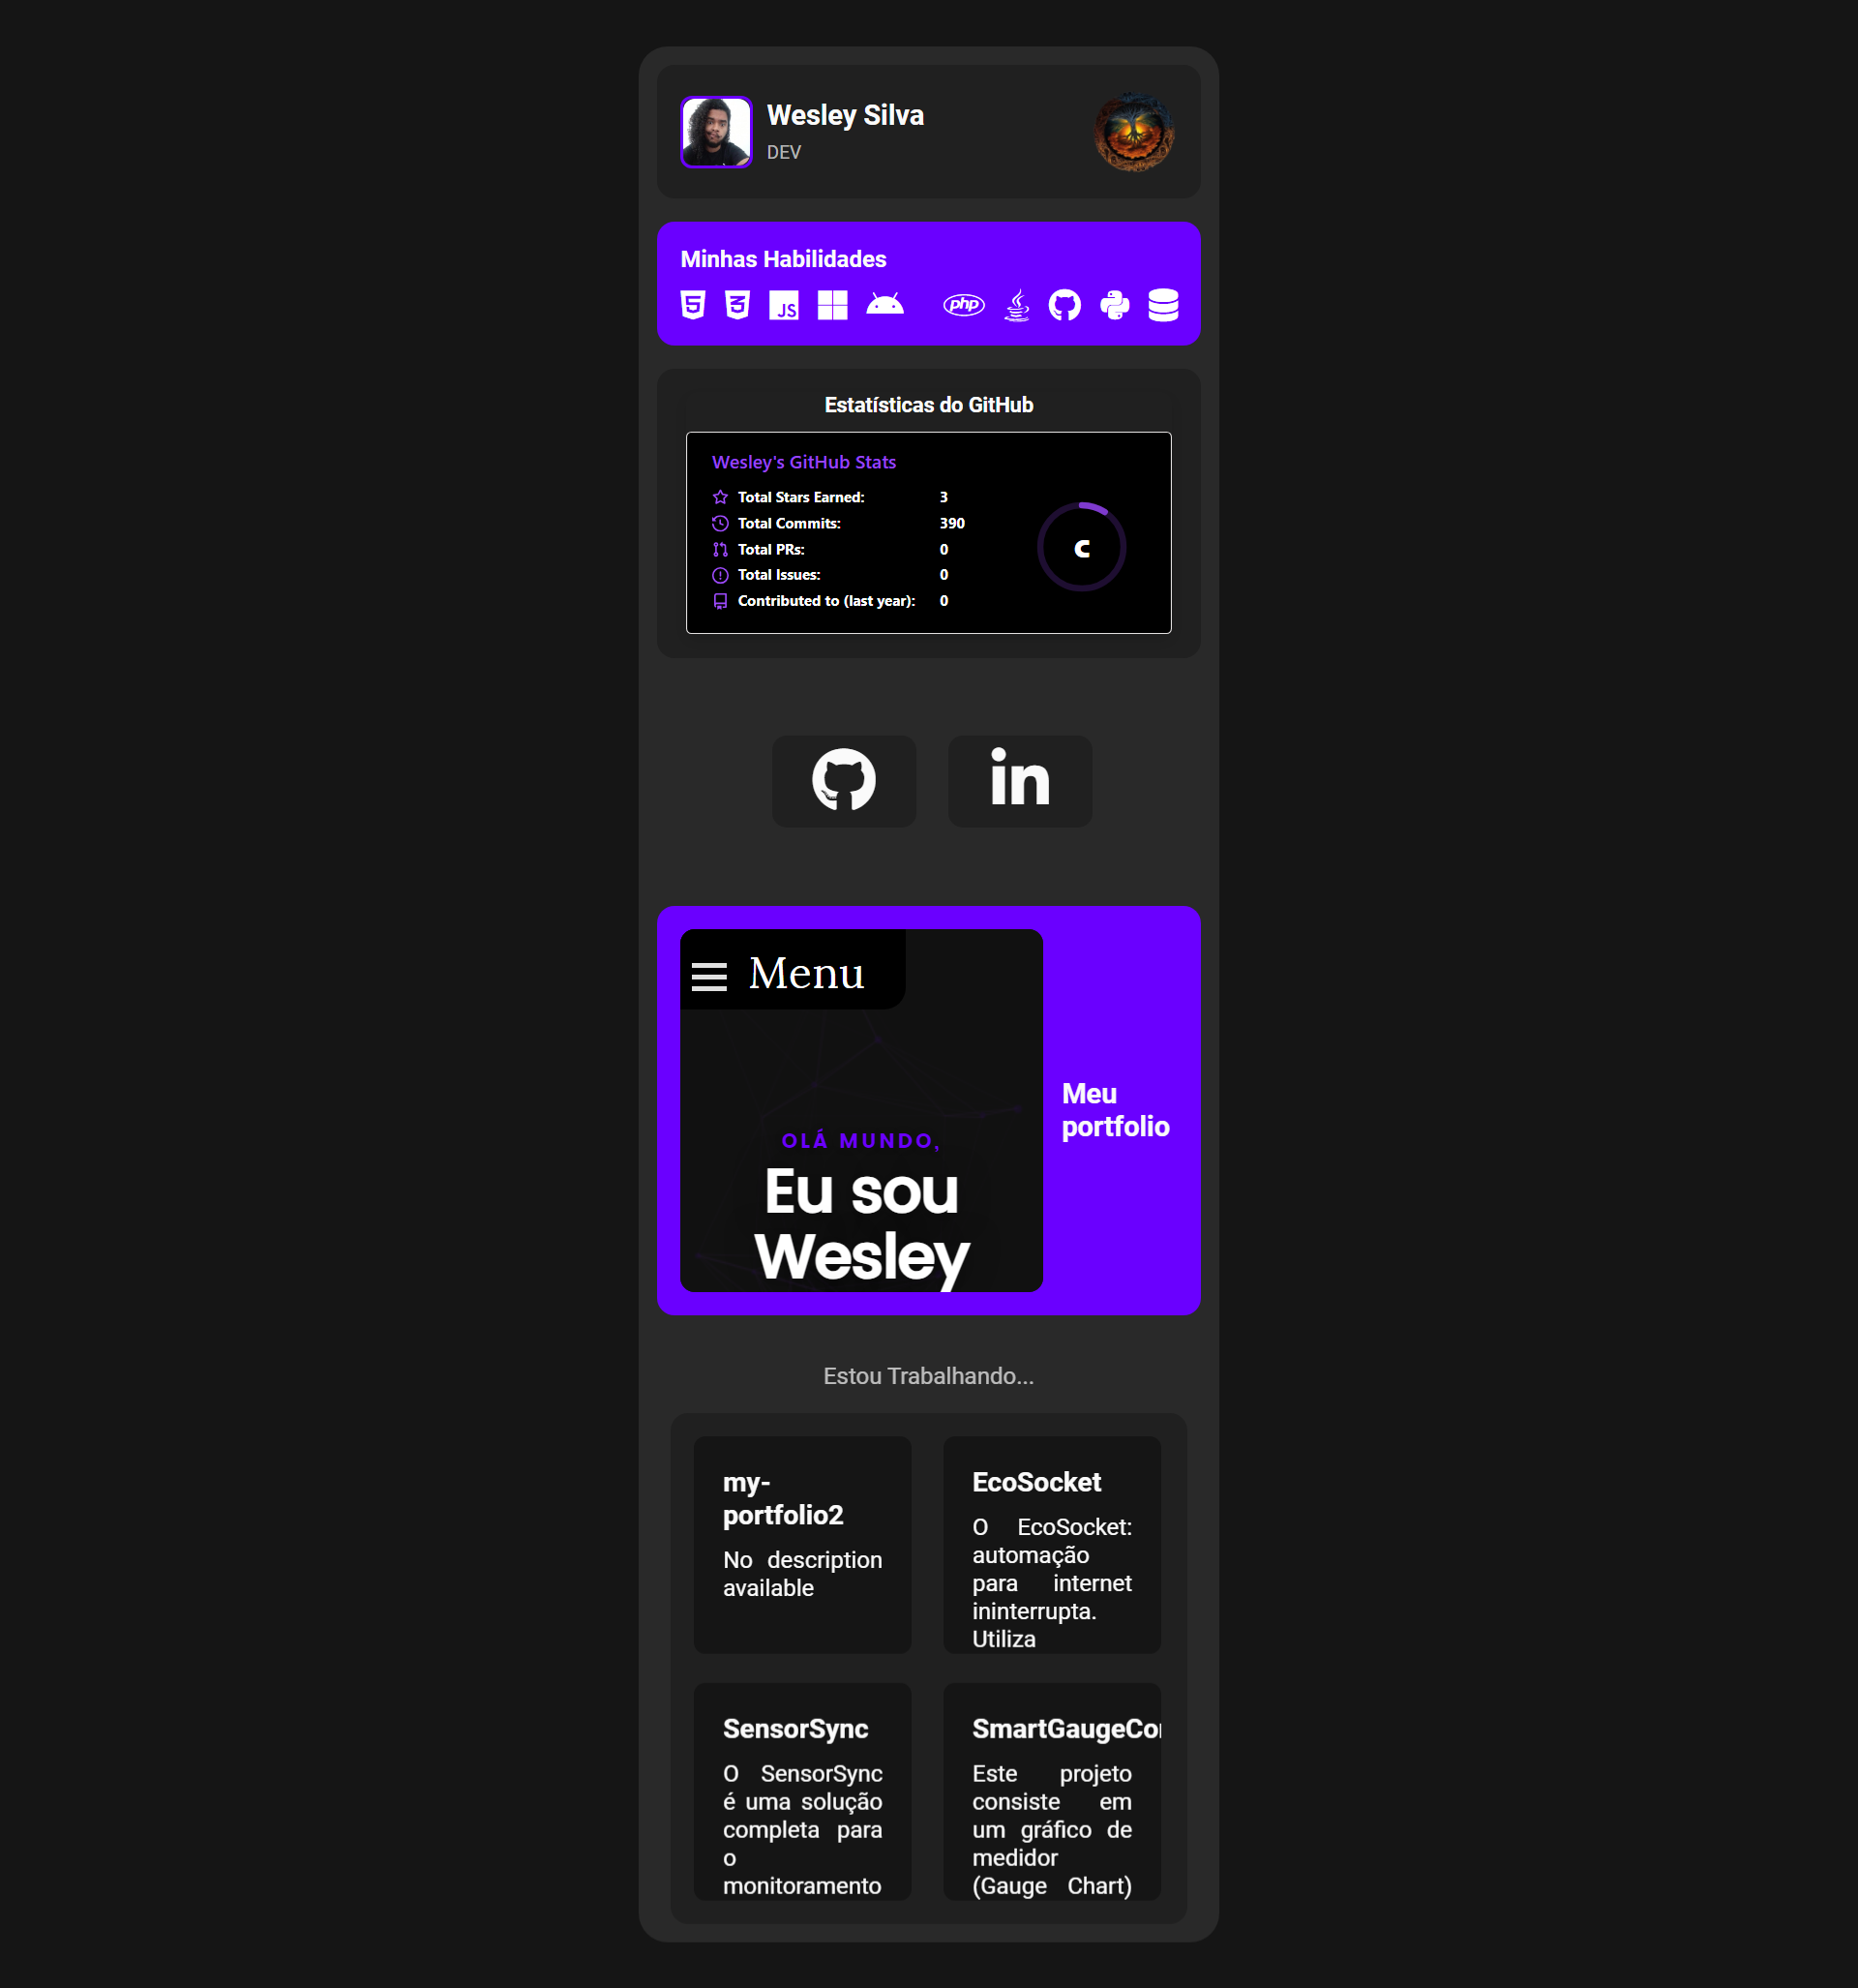 Wesley Silva
DEV
Minhas Habilidades
5 3 JS php
Estatísticas do GitHub
Wesley's GitHub Stats
Total Stars Earned: 3
Total Commits: 390
Total PRs: 0
Total Issues: 0
Contributed to (last year): 0
C
in
Menu
OLÁ MUNDO,
Eu sou
Wesley
Meu
portfolio
Estou Trabalhando...
my-
portfolio2
No description
available
EcoSocket
O EcoSocket:
automação
para internet
ininterrupta.
Utiliza
SensorSync
O SensorSync
é uma solução
completa para
o
monitoramento
SmartGaugeCo
Este projeto
consiste em
um gráfico de
medidor
(Gauge Chart)